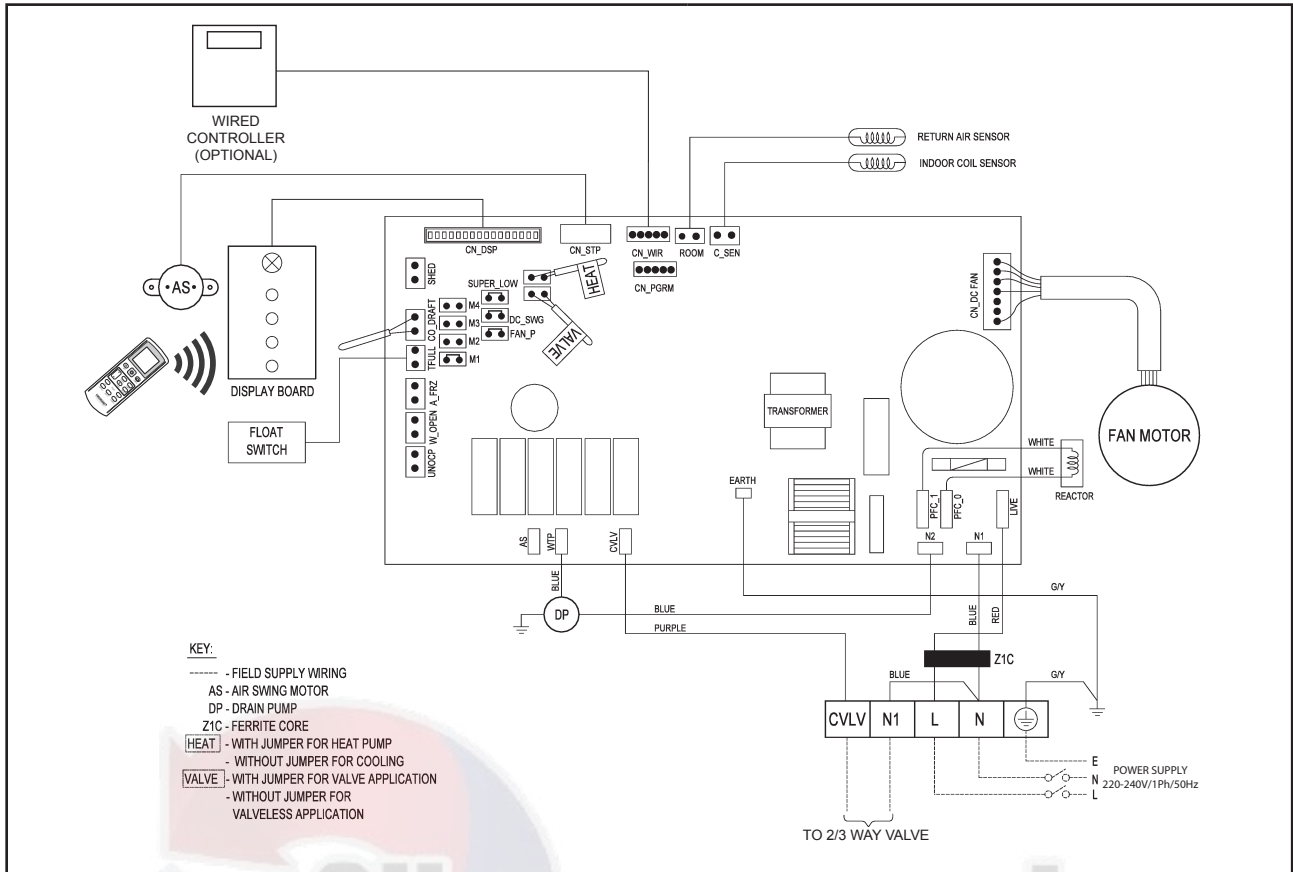 WIRED
CONTROLLER
(OPTIONAL)
RETURN AIR SENSOR
INDOOR COIL SENSOR
CN_DSP
CN_STP
CN_WIR
ROOM
C_SEN
CN_PGRM
SHED
SUPER_LOW
HEAT
VALVE
CN_DC FAN
AS
CO_DRAFT
M4
M3
M2
M1
DC_SWG
FAN_P
TFULL
A_FRZ
W_OPEN
UNOCP
DISPLAY BOARD
FLOAT
SWITCH
TRANSFORMER
FAN MOTOR
WHITE
WHITE
REACTOR
EARTH
PFC_1
PFC_0
LIVE
N2
N1
AS
WTP
CVLV
BLUE
DP
BLUE
PURPLE
G/Y
BLUE
RED
Z1C
BLUE
G/Y
CVLV N1 L N
E
N
L
POWER SUPPLY
220-240V/1Ph/50Hz
TO 2/3 WAY VALVE
KEY:
------ - FIELD SUPPLY WIRING
AS - AIR SWING MOTOR
DP - DRAIN PUMP
Z1C - FERRITE CORE
HEAT - WITH JUMPER FOR HEAT PUMP
- WITHOUT JUMPER FOR COOLING
VALVE - WITH JUMPER FOR VALVE APPLICATION
- WITHOUT JUMPER FOR
VALVELESS APPLICATION